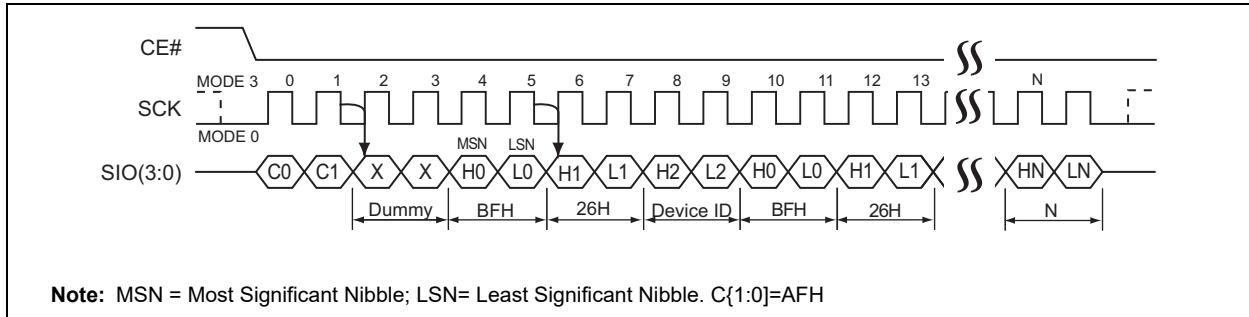 CE#
MODE 3 0 1 2 3 4 5 6 7 8 9 10 11 12 13 N
SCK
MODE 0
MSN LSN
SIO(3:0) C0 C1 X X H0 L0 H1 L1 H2 L2 H0 L0 H1 L1 HN LN
Dummy BFH 26H Device ID BFH 26H N
Note: MSN = Most Significant Nibble; LSN= Least Significant Nibble. C{1:0]=AFH